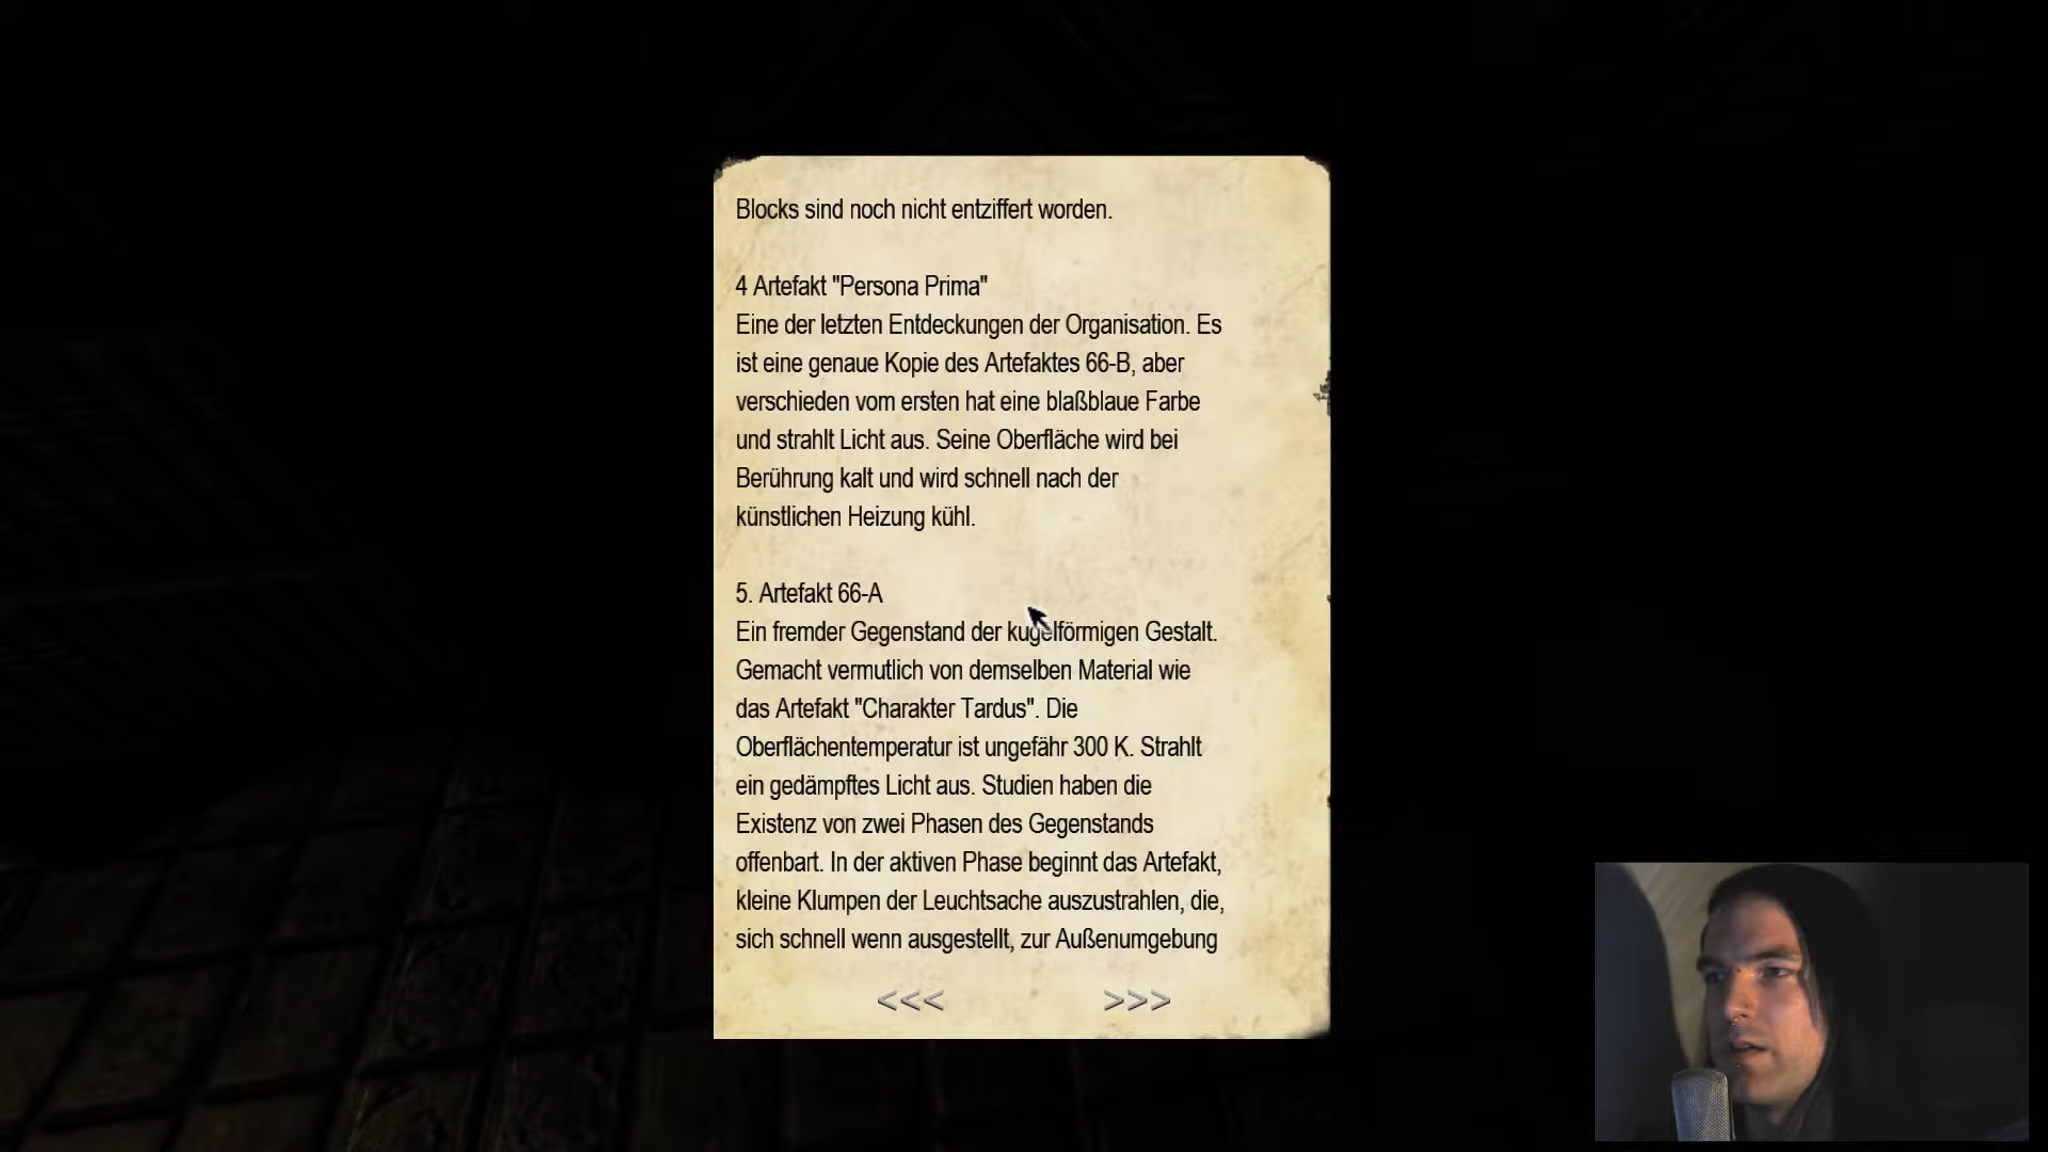 Blocks sind noch nicht entziffert worden.
4 Artefakt "Persona Prima"
Eine der letzten Entdeckungen der Organisation. Es
ist eine genaue Kopie des Artefaktes 66-B, aber
verschieden vom ersten hat eine blaßblaue Farbe
und strahlt Licht aus. Seine Oberfläche wird bei
Berührung kalt und wird schnell nach der
künstlichen Heizung kühl.
5. Artefakt 66-A
Ein fremder Gegenstand der kugelförmigen Gestalt.
Gemacht vermutlich von demselben Material wie
das Artefakt "Charakter Tardus". Die
Oberflächentemperatur ist ungefähr 300 K. Strahlt
ein gedämpftes Licht aus. Studien haben die
Existenz von zwei Phasen des Gegenstands
offenbart. In der aktiven Phase beginnt das Artefakt,
kleine Klumpen der Leuchtsache auszustrahlen, die,
sich schnell wenn ausgestellt, zur Außenumgebung
<<< >>>